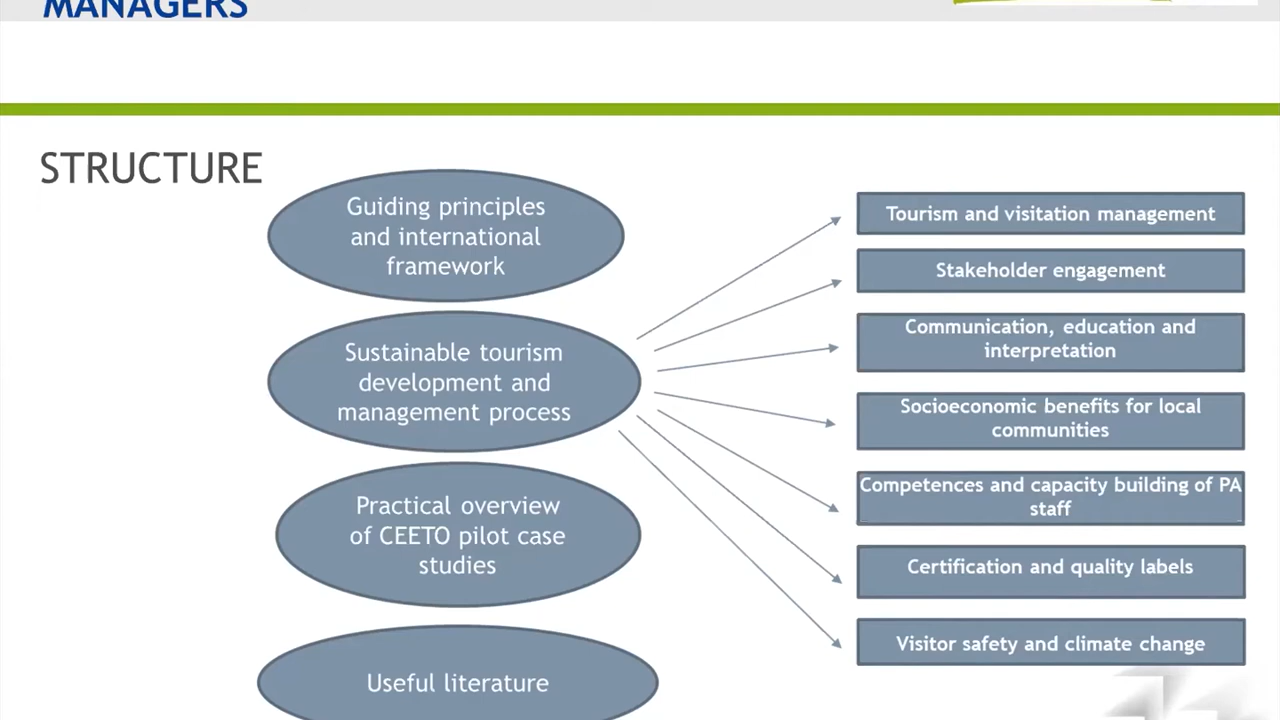 MANAGERS
STRUCTURE
Guiding principles
and international
framework
Sustainable tourism
development and
management process
Practical overview
of CEETO pilot case
studies
Useful literature
Tourism and visitation management
Stakeholder engagement
Communication, education and
interpretation
Socioeconomic benefits for local
communities
Competences and capacity building of PA
staff
Certification and quality labels
Visitor safety and climate change